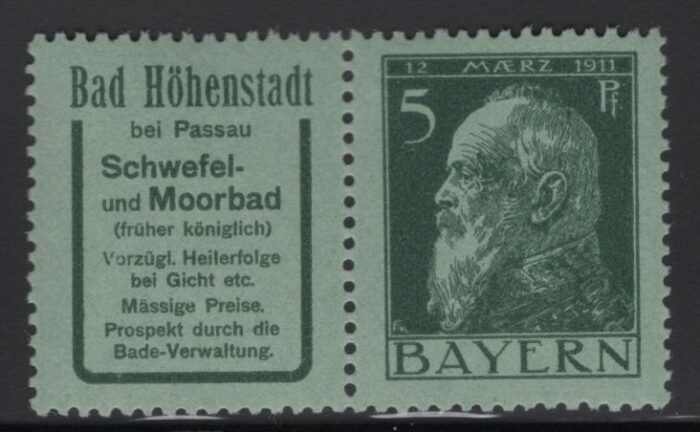 Bad Höhenstadt
bei Passau
Schwefel-
und Moorbad
(früher königlich)
Vorzügl. Heilerfolge
bei Gicht etc.
Mässige Preise.
Prospekt durch die
Bade-Verwaltung.
12 MÆRZ 1911
5 Pf
BAYERN